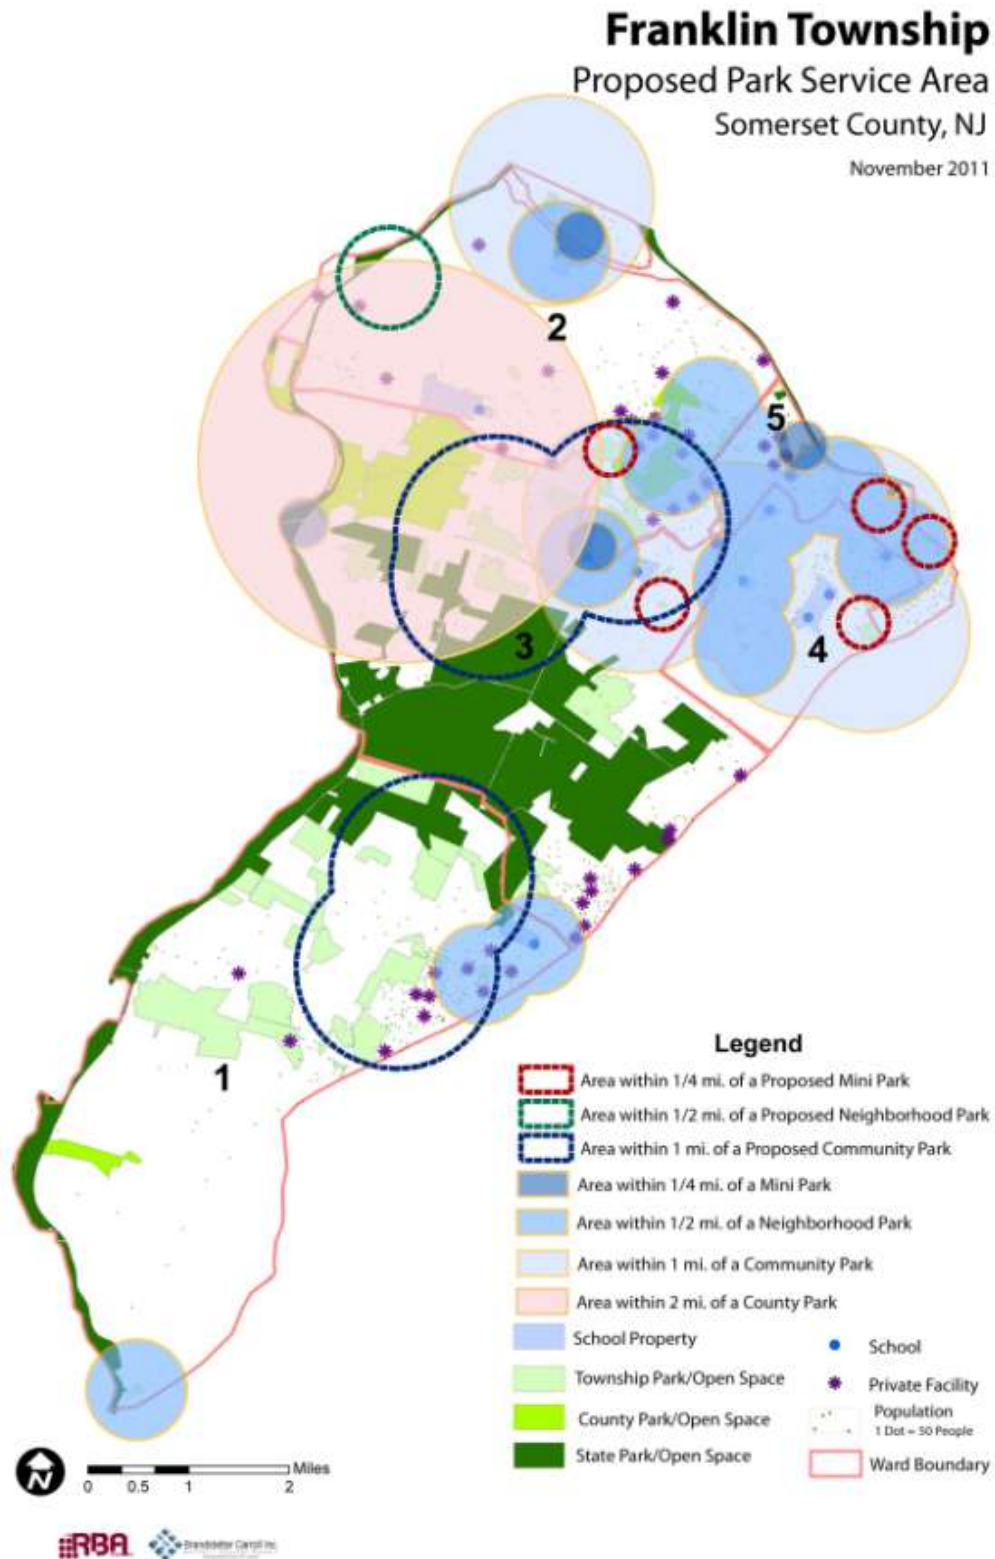 Franklin Township
Proposed Park Service Area
Somerset County, NJ
November 2011
2
5
3
4
1
Legend
Area within 1/4 mi. of a Proposed Mini Park
Area within 1/2 mi. of a Proposed Neighborhood Park
Area within 1 mi. of a Proposed Community Park
Area within 1/4 mi. of a Mini Park
Area within 1/2 mi. of a Neighborhood Park
Area within 1 mi. of a Community Park
Area within 2 mi. of a County Park
School Property
Township Park/Open Space
County Park/Open Space
State Park/Open Space
School
Private Facility
Population
1 Dot = 50 People
Ward Boundary
N
Miles
0 0.5 1 2
RBA
Brandstetter Carroll Inc.